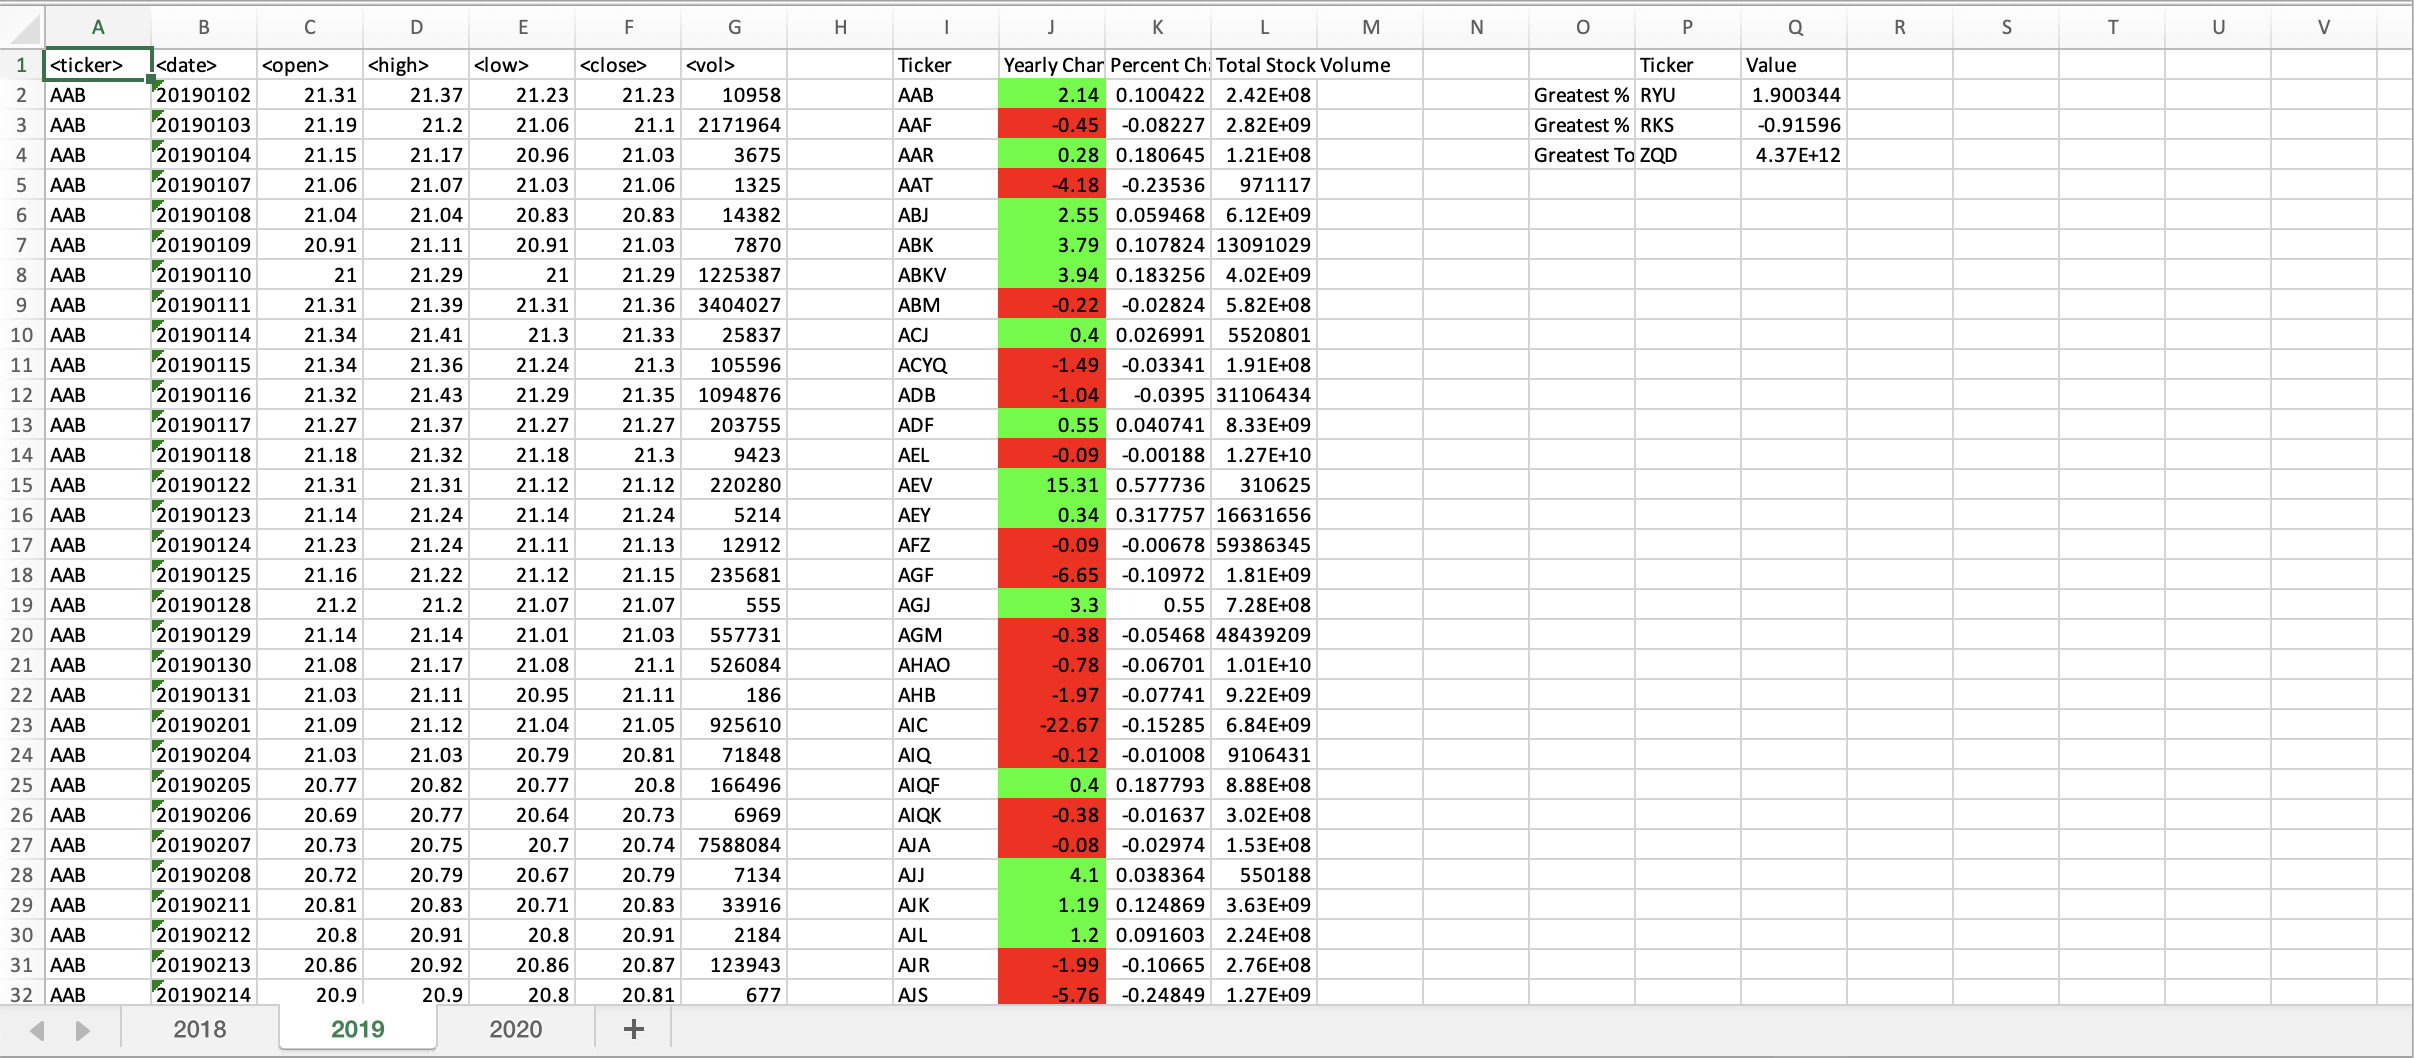 A B C D E F G H I J K L M N O P Q R S T U V
1 <ticker> <date> <open> <high> <low> <close> <vol> Ticker Yearly Char Percent Ch Total Stock Volume Ticker Value
2 AAB 20190102 21.31 21.37 21.23 21.23 10958 AAB 2.14 0.100422 2.42E+08 Greatest % RYU 1.900344
3 AAB 20190103 21.19 21.2 21.06 21.1 2171964 AAF -0.45 -0.08227 2.82E+09 Greatest % RKS -0.91596
4 AAB 20190104 21.15 21.17 20.96 21.03 3675 AAR 0.28 0.180645 1.21E+08 Greatest To ZQD 4.37E+12
5 AAB 20190107 21.06 21.07 21.03 21.06 1325 AAT -4.18 -0.23536 971117
6 AAB 20190108 21.04 21.04 20.83 20.83 14382 ABJ 2.55 0.059468 6.12E+09
7 AAB 20190109 20.91 21.11 20.91 21.03 7870 ABK 3.79 0.107824 13091029
8 AAB 20190110 21 21.29 21 21.29 1225387 ABKV 3.94 0.183256 4.02E+09
9 AAB 20190111 21.31 21.39 21.31 21.36 3404027 ABM -0.22 -0.02824 5.82E+08
10 AAB 20190114 21.34 21.41 21.3 21.33 25837 ACJ 0.4 0.026991 5520801
11 AAB 20190115 21.34 21.36 21.24 21.3 105596 ACYQ -1.49 -0.03341 1.91E+08
12 AAB 20190116 21.32 21.43 21.29 21.35 1094876 ADB -1.04 -0.0395 31106434
13 AAB 20190117 21.27 21.37 21.27 21.27 203755 ADF 0.55 0.040741 8.33E+09
14 AAB 20190118 21.18 21.32 21.18 21.3 9423 AEL -0.09 -0.00188 1.27E+10
15 AAB 20190122 21.31 21.31 21.12 21.12 220280 AEV 15.31 0.577736 310625
16 AAB 20190123 21.14 21.24 21.14 21.24 5214 AEY 0.34 0.317757 16631656
17 AAB 20190124 21.23 21.24 21.11 21.13 12912 AFZ -0.09 -0.00678 59386345
18 AAB 20190125 21.16 21.22 21.12 21.15 235681 AGF -6.65 -0.10972 1.81E+09
19 AAB 20190128 21.2 21.2 21.07 21.07 555 AGJ 3.3 0.55 7.28E+08
20 AAB 20190129 21.14 21.14 21.01 21.03 557731 AGM -0.38 -0.05468 48439209
21 AAB 20190130 21.08 21.17 21.08 21.1 526084 AHAO -0.78 -0.06701 1.01E+10
22 AAB 20190131 21.03 21.11 20.95 21.11 186 AHB -1.97 -0.07741 9.22E+09
23 AAB 20190201 21.09 21.12 21.04 21.05 925610 AIC -22.67 -0.15285 6.84E+09
24 AAB 20190204 21.03 21.03 20.79 20.81 71848 AIQ -0.12 -0.01008 9106431
25 AAB 20190205 20.77 20.82 20.77 20.8 166496 AIQF 0.4 0.187793 8.88E+08
26 AAB 20190206 20.69 20.77 20.64 20.73 6969 AIQK -0.38 -0.01637 3.02E+08
27 AAB 20190207 20.73 20.75 20.7 20.74 7588084 AJA -0.08 -0.02974 1.53E+08
28 AAB 20190208 20.72 20.79 20.67 20.79 7134 AJJ 4.1 0.038364 550188
29 AAB 20190211 20.81 20.83 20.71 20.83 33916 AJK 1.19 0.124869 3.63E+09
30 AAB 20190212 20.8 20.91 20.8 20.91 2184 AJL 1.2 0.091603 2.24E+08
31 AAB 20190213 20.86 20.92 20.86 20.87 123943 AJR -1.99 -0.10665 2.76E+08
32 AAB 20190214 20.9 20.9 20.8 20.81 677 AJS -5.76 -0.24849 1.27E+09
2018 2019 2020 +